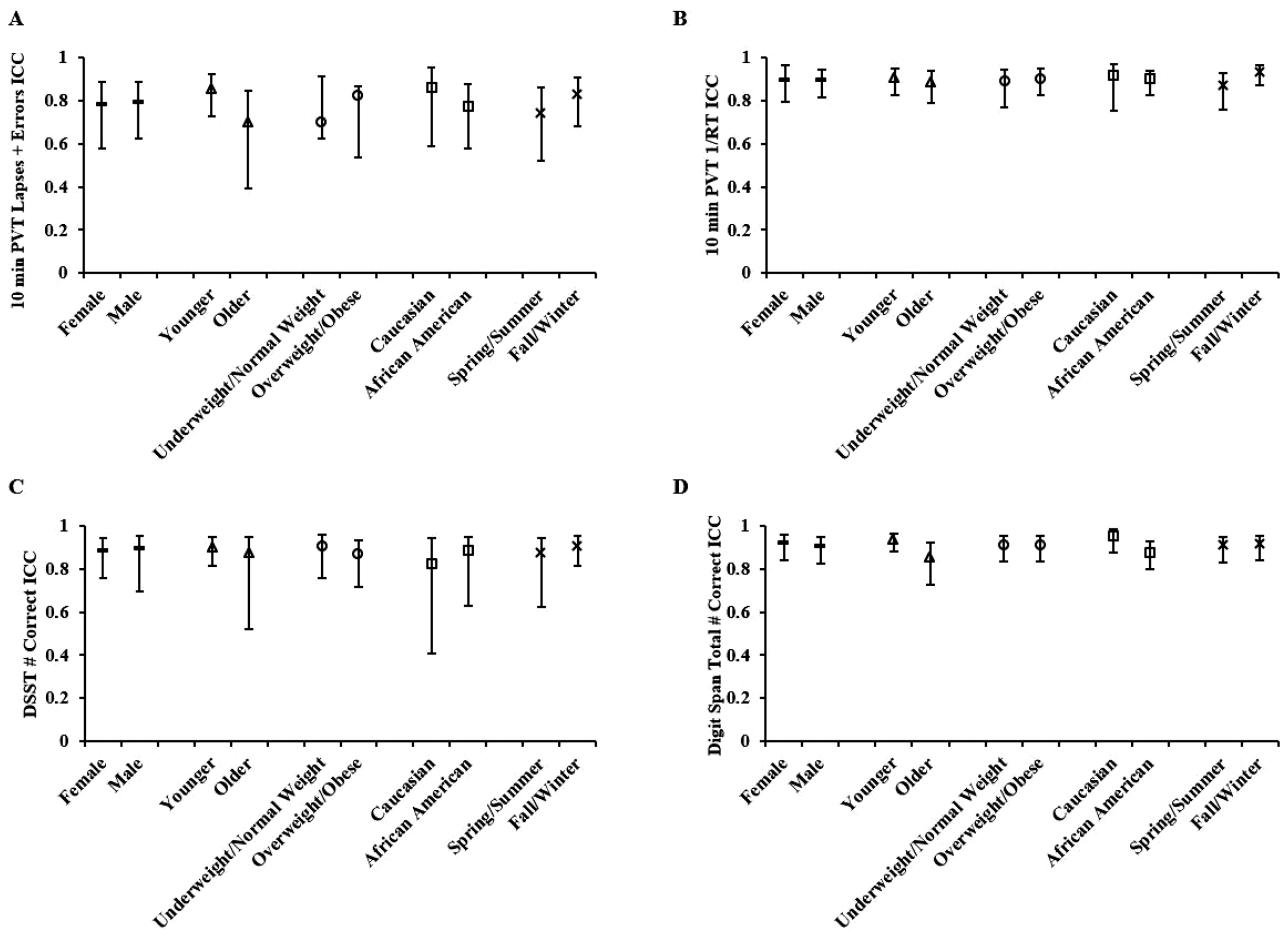 A
10 min PVT Lapses + Errors ICC
1
0.8
0.6
0.4
0.2
0
Female
Male
Younger
Older
Underweight/Normal Weight
Overweight/Obese
Caucasian
African American
Spring/Summer
Fall/Winter
B
10 min PVT 1/RT ICC
1
0.8
0.6
0.4
0.2
0
Female
Male
Younger
Older
Underweight/Normal Weight
Overweight/Obese
Caucasian
African American
Spring/Summer
Fall/Winter
C
DSST # Correct ICC
1
0.8
0.6
0.4
0.2
0
Female
Male
Younger
Older
Underweight/Normal Weight
Overweight/Obese
Caucasian
African American
Spring/Summer
Fall/Winter
D
Digit Span Total # Correct ICC
1
0.8
0.6
0.4
0.2
0
Female
Male
Younger
Older
Underweight/Normal Weight
Overweight/Obese
Caucasian
African American
Spring/Summer
Fall/Winter